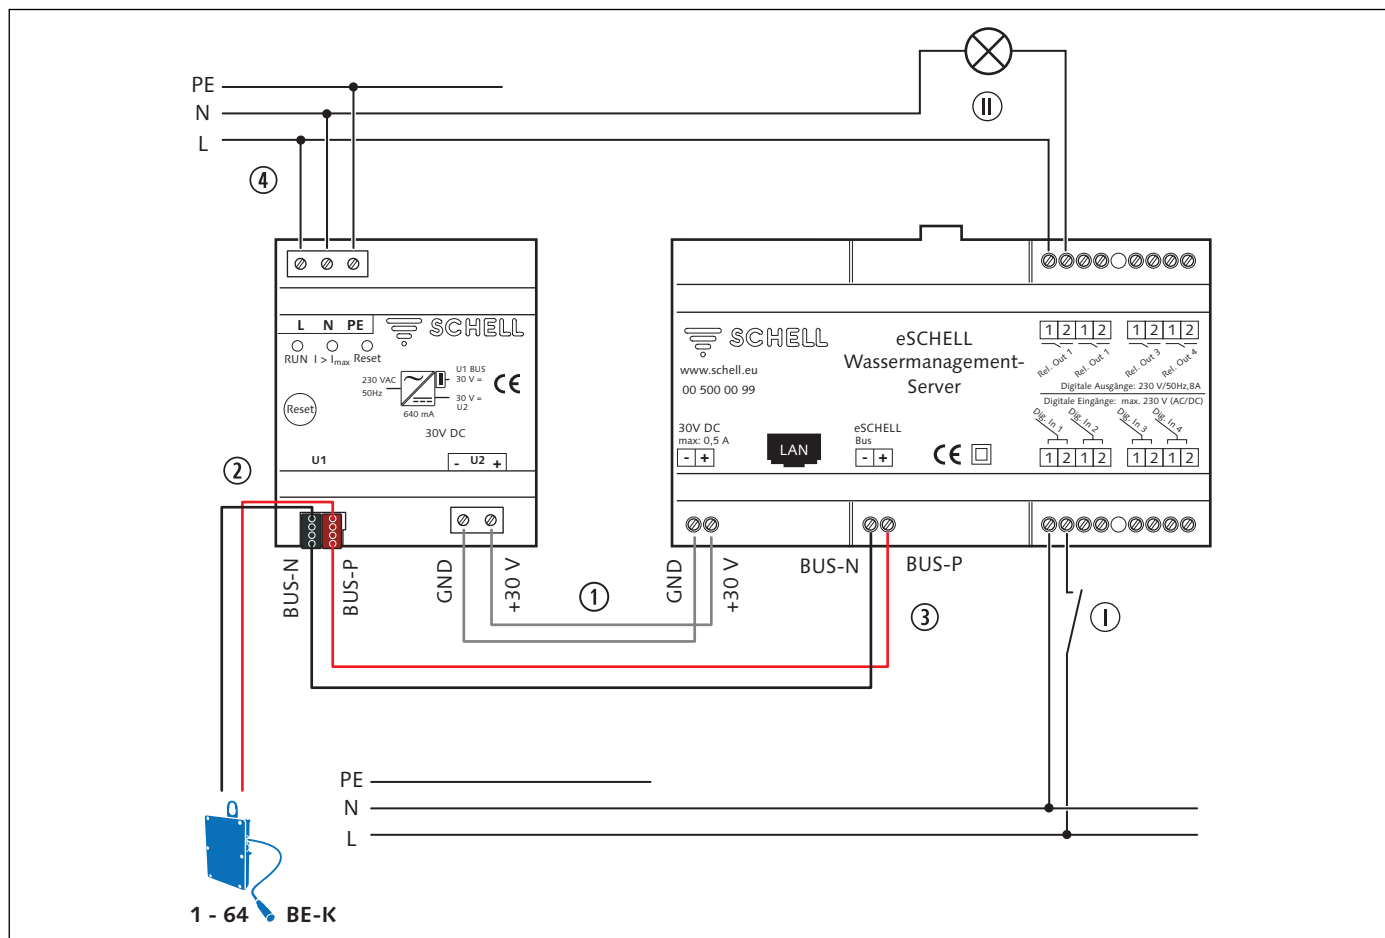 PE
N
L
II
4
L N PE
RUN I > Imax Reset
SCHELL
230 VAC
50Hz
U1 BUS
30 V =
30 V =
U2
640 mA
CE
Reset
30V DC
U1
- U2 +
2
BUS-N
BUS-P
GND
+30 V
1
SCHELL
www.schell.eu
00 500 00 99
eSCHELL
Wassermanagement-
Server
30V DC
max: 0,5 A
- +
LAN
eSCHELL
Bus
- +
CE
1 2 1 2
1 2 1 2
Rel. Out 1
Rel. Out 1
Rel. Out 3
Rel. Out 4
Digitale Ausgänge: 230 V/50Hz,8A
Digitale Eingänge: max. 230 V (AC/DC)
Dig. In 1
Dig. In 2
Dig. In 3
Dig. In 4
1 2 1 2
1 2 1 2
GND
+30 V
BUS-N
BUS-P
3
I
PE
N
L
1 - 64 BE-K